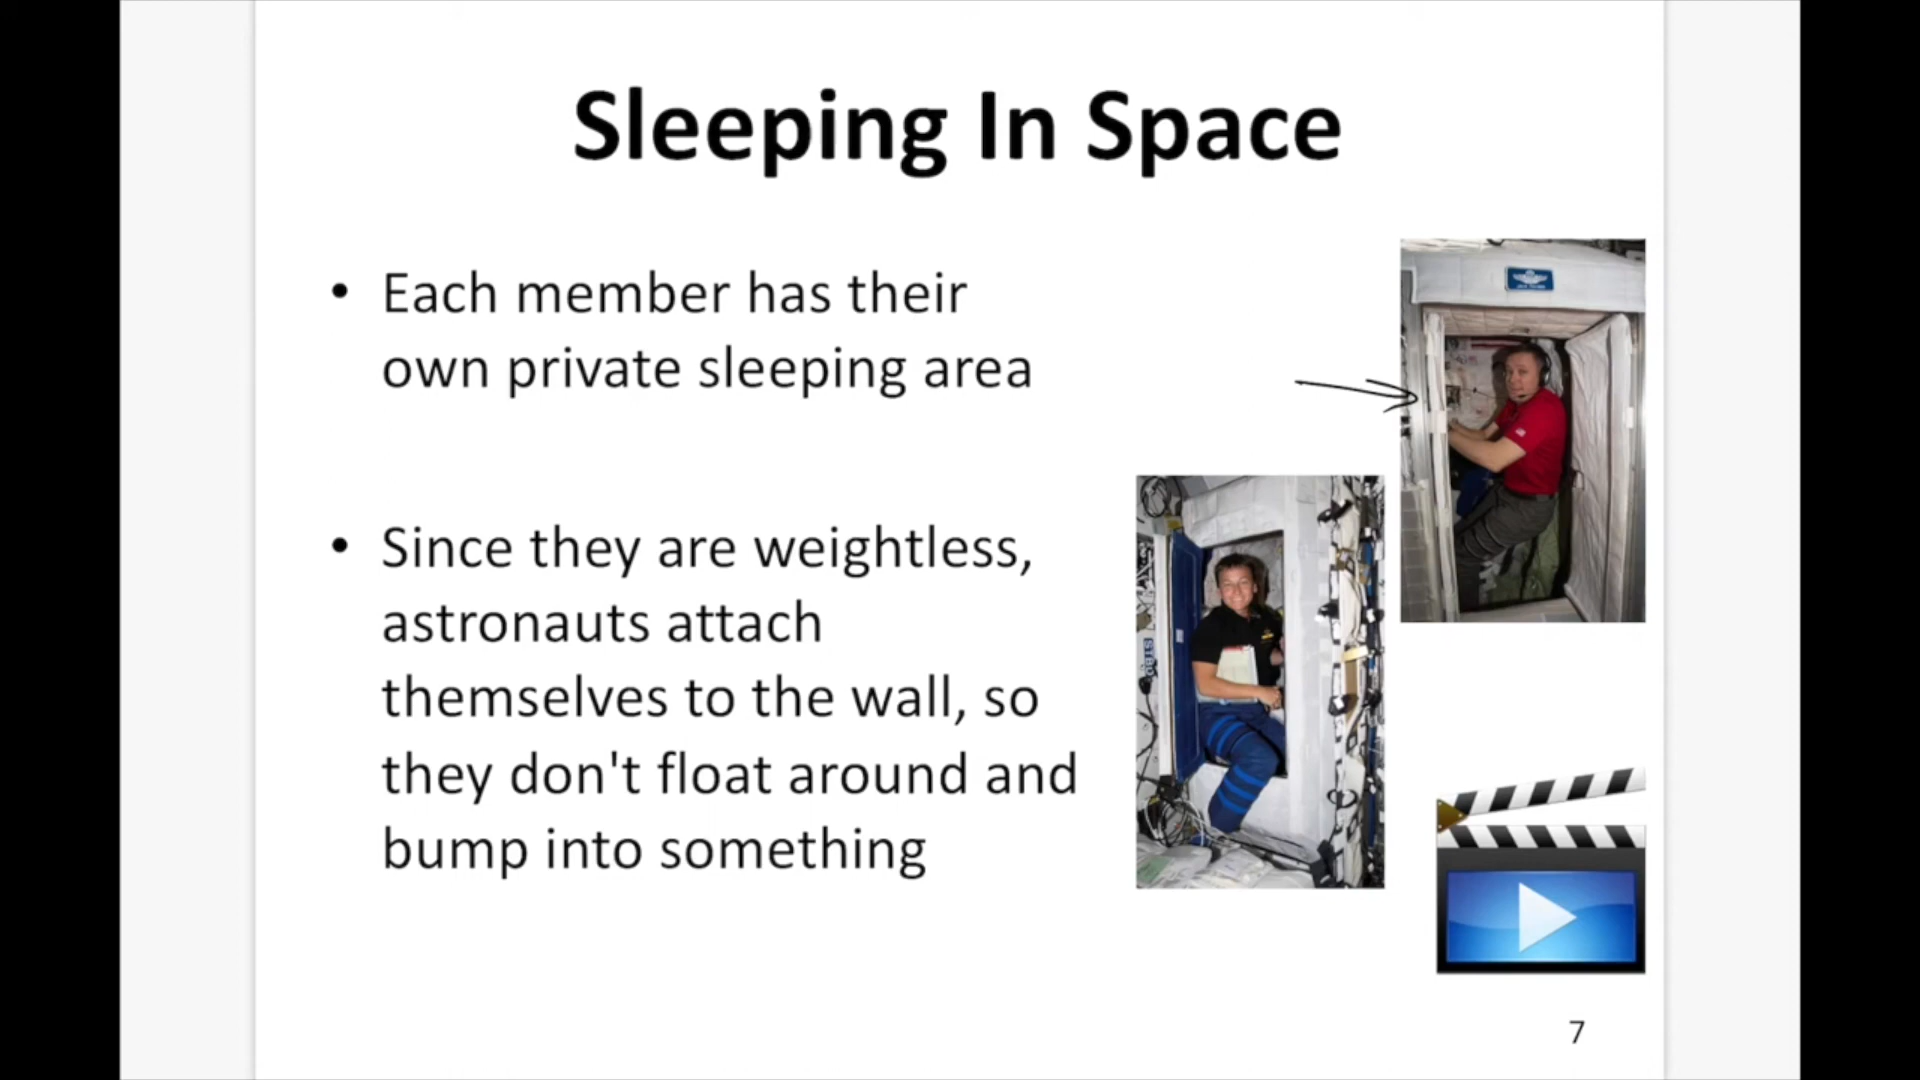 Sleeping In Space
• Each member has their
own private sleeping area
• Since they are weightless,
astronauts attach
themselves to the wall, so
they don't float around and
bump into something
7